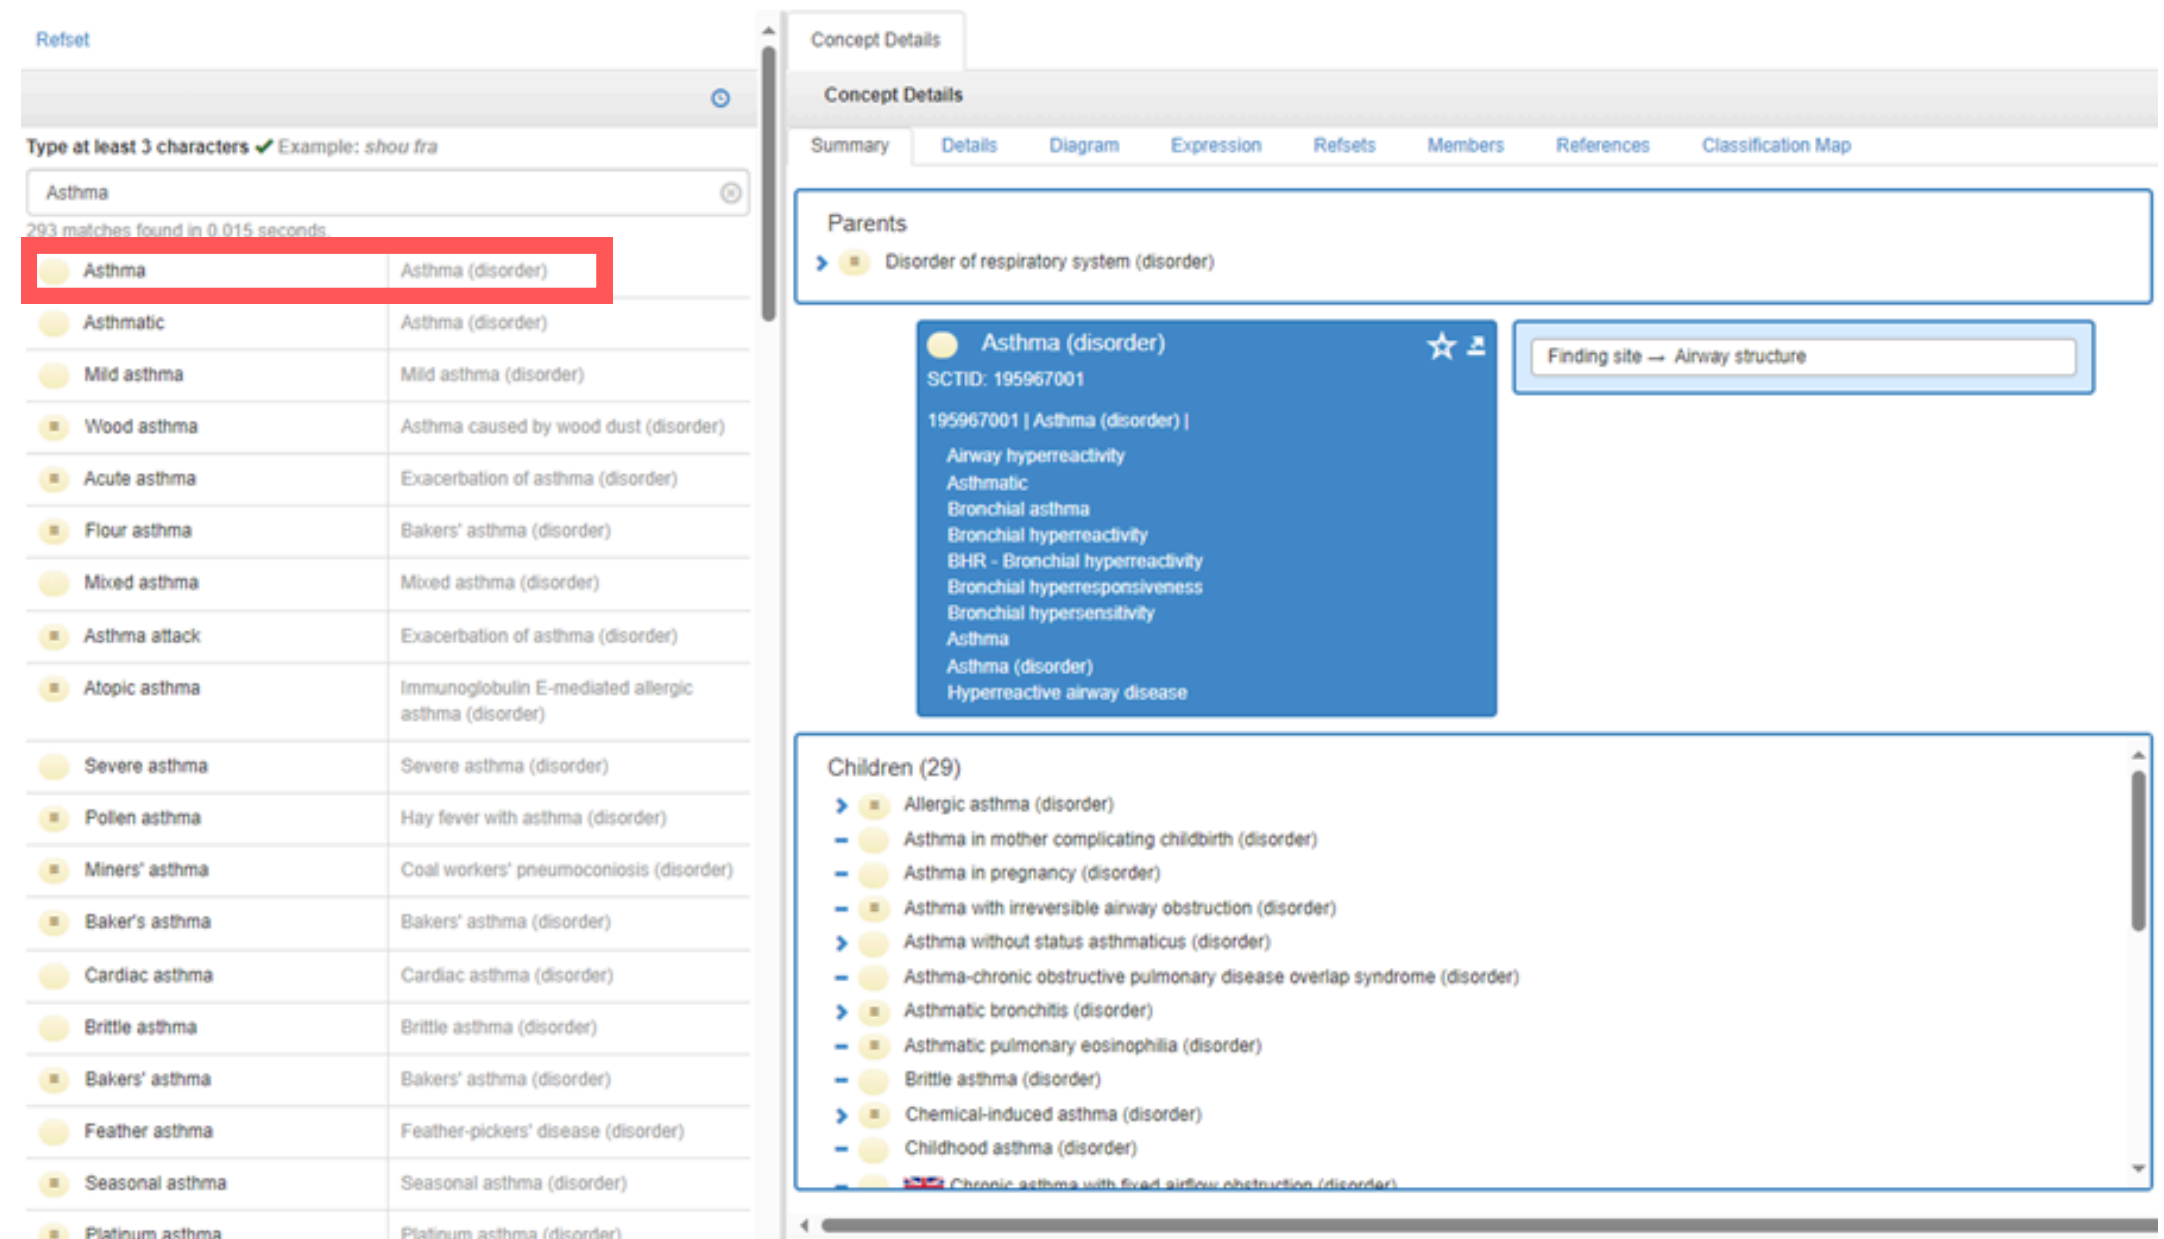 Refset
Type at least 3 characters ✔ Example: shou fra
Asthma
293 matches found in 0.015 seconds.
Asthma Asthma (disorder)
Asthmatic Asthma (disorder)
Mild asthma Mild asthma (disorder)
Wood asthma Asthma caused by wood dust (disorder)
Acute asthma Exacerbation of asthma (disorder)
Flour asthma Bakers' asthma (disorder)
Mixed asthma Mixed asthma (disorder)
Asthma attack Exacerbation of asthma (disorder)
Atopic asthma Immunoglobulin E-mediated allergic
asthma (disorder)
Severe asthma Severe asthma (disorder)
Pollen asthma Hay fever with asthma (disorder)
Miners' asthma Coal workers' pneumoconiosis (disorder)
Baker's asthma Bakers' asthma (disorder)
Cardiac asthma Cardiac asthma (disorder)
Brittle asthma Brittle asthma (disorder)
Bakers' asthma Bakers' asthma (disorder)
Feather asthma Feather-pickers' disease (disorder)
Seasonal asthma Seasonal asthma (disorder)
Platinum asthma Platinum asthma (disorder)
Concept Details
Concept Details
Summary Details Diagram Expression Refsets Members References Classification Map
Parents
Disorder of respiratory system (disorder)
Asthma (disorder)
SCTID: 195967001
195967001 | Asthma (disorder) |
Airway hyperreactivity
Asthmatic
Bronchial asthma
Bronchial hyperreactivity
BHR - Bronchial hyperreactivity
Bronchial hyperresponsiveness
Bronchial hypersensitivity
Asthma
Asthma (disorder)
Hyperreactive airway disease
Finding site → Airway structure
Children (29)
Allergic asthma (disorder)
Asthma in mother complicating childbirth (disorder)
Asthma in pregnancy (disorder)
Asthma with irreversible airway obstruction (disorder)
Asthma without status asthmaticus (disorder)
Asthma-chronic obstructive pulmonary disease overlap syndrome (disorder)
Asthmatic bronchitis (disorder)
Asthmatic pulmonary eosinophilia (disorder)
Brittle asthma (disorder)
Chemical-induced asthma (disorder)
Childhood asthma (disorder)
Chronic asthma with fixed airflow obstruction (disorder)